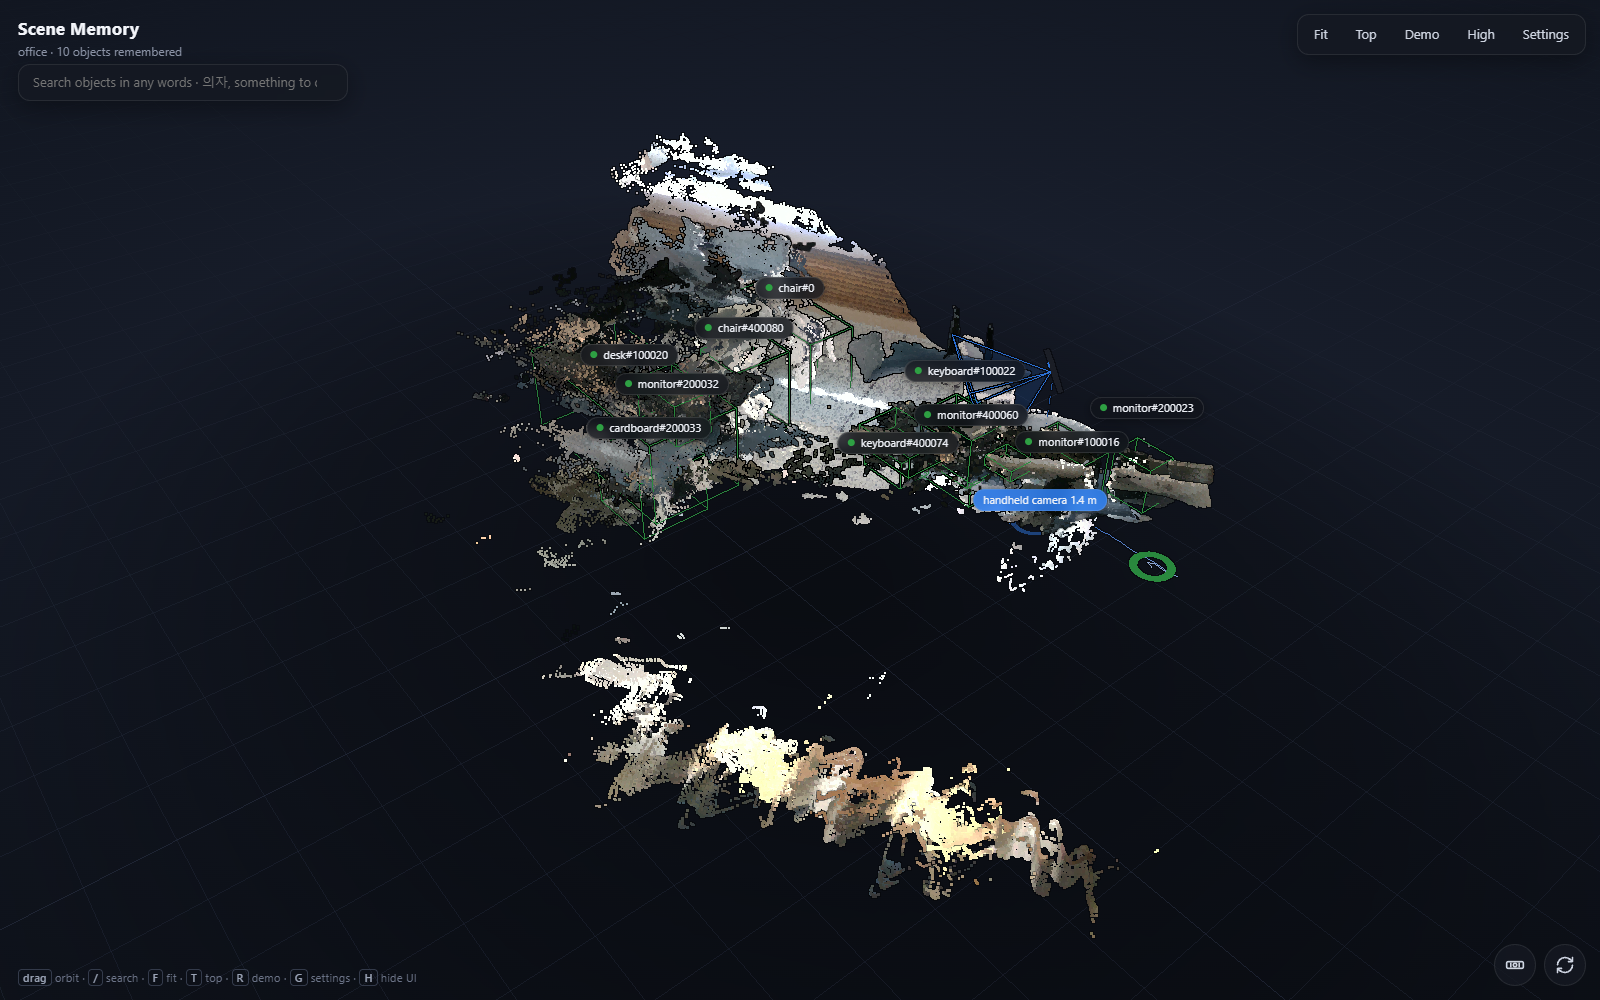 Scene Memory
office · 10 objects remembered
Search objects in any words · 의자, something to
Fit
Top
Demo
High
Settings
chair#0
chair#400080
desk#100020
keyboard#100022
monitor#200032
monitor#200023
monitor#400060
cardboard#200033
keyboard#400074
monitor#100016
handheld camera 1.4 m
drag orbit · / search · F fit · T top · R demo · G settings · H hide UI